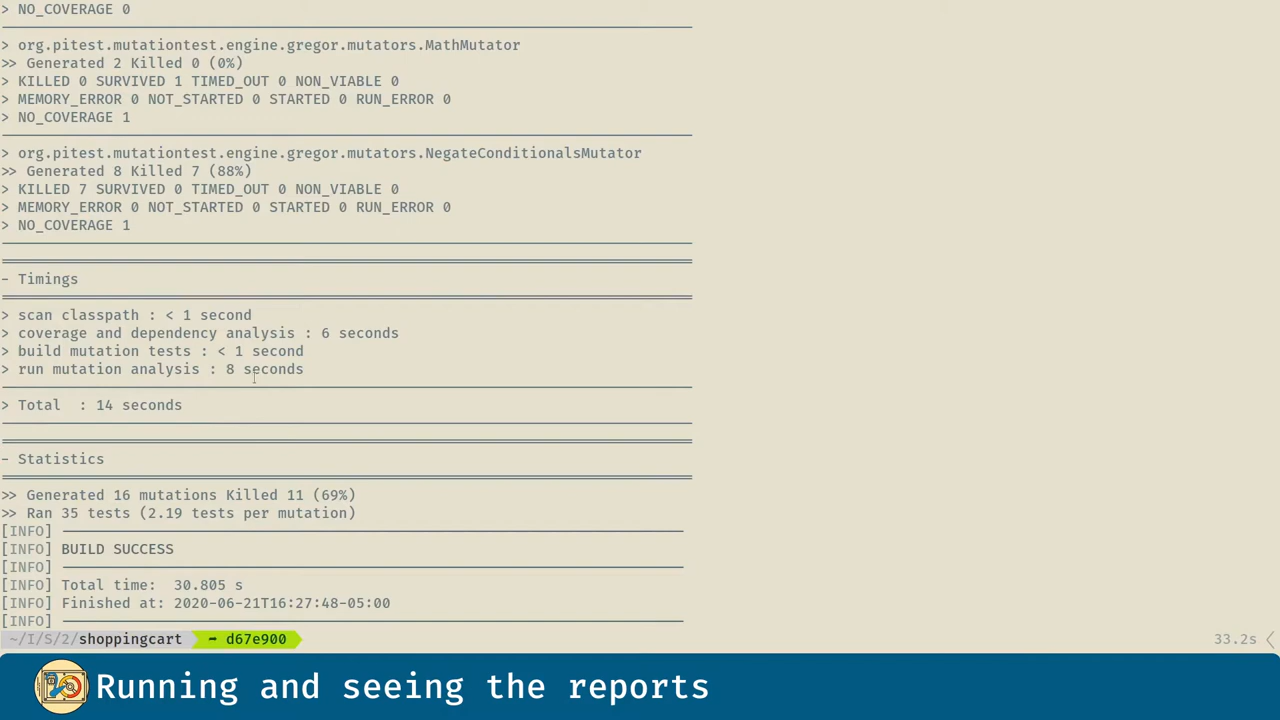 > NO_COVERAGE 0
> org.pitest.mutationtest.engine.gregor.mutators.MathMutator
>> Generated 2 Killed 0 (0%)
> KILLED 0 SURVIVED 1 TIMED_OUT 0 NON_VIABLE 0
> MEMORY_ERROR 0 NOT_STARTED 0 STARTED 0 RUN_ERROR 0
> NO_COVERAGE 1
> org.pitest.mutationtest.engine.gregor.mutators.NegateConditionalsMutator
>> Generated 8 Killed 7 (88%)
> KILLED 7 SURVIVED 0 TIMED_OUT 0 NON_VIABLE 0
> MEMORY_ERROR 0 NOT_STARTED 0 STARTED 0 RUN_ERROR 0
> NO_COVERAGE 1
- Timings
> scan classpath : < 1 second
> coverage and dependency analysis : 6 seconds
> build mutation tests : < 1 second
> run mutation analysis : 8 seconds
> Total  : 14 seconds
- Statistics
>> Generated 16 mutations Killed 11 (69%)
>> Ran 35 tests (2.19 tests per mutation)
[INFO]
[INFO] BUILD SUCCESS
[INFO]
[INFO] Total time:  30.805 s
[INFO] Finished at: 2020-06-21T16:27:48-05:00
[INFO]
~/I/S/2/shoppingcart ➦ d67e900 33.2s
Running and seeing the reports